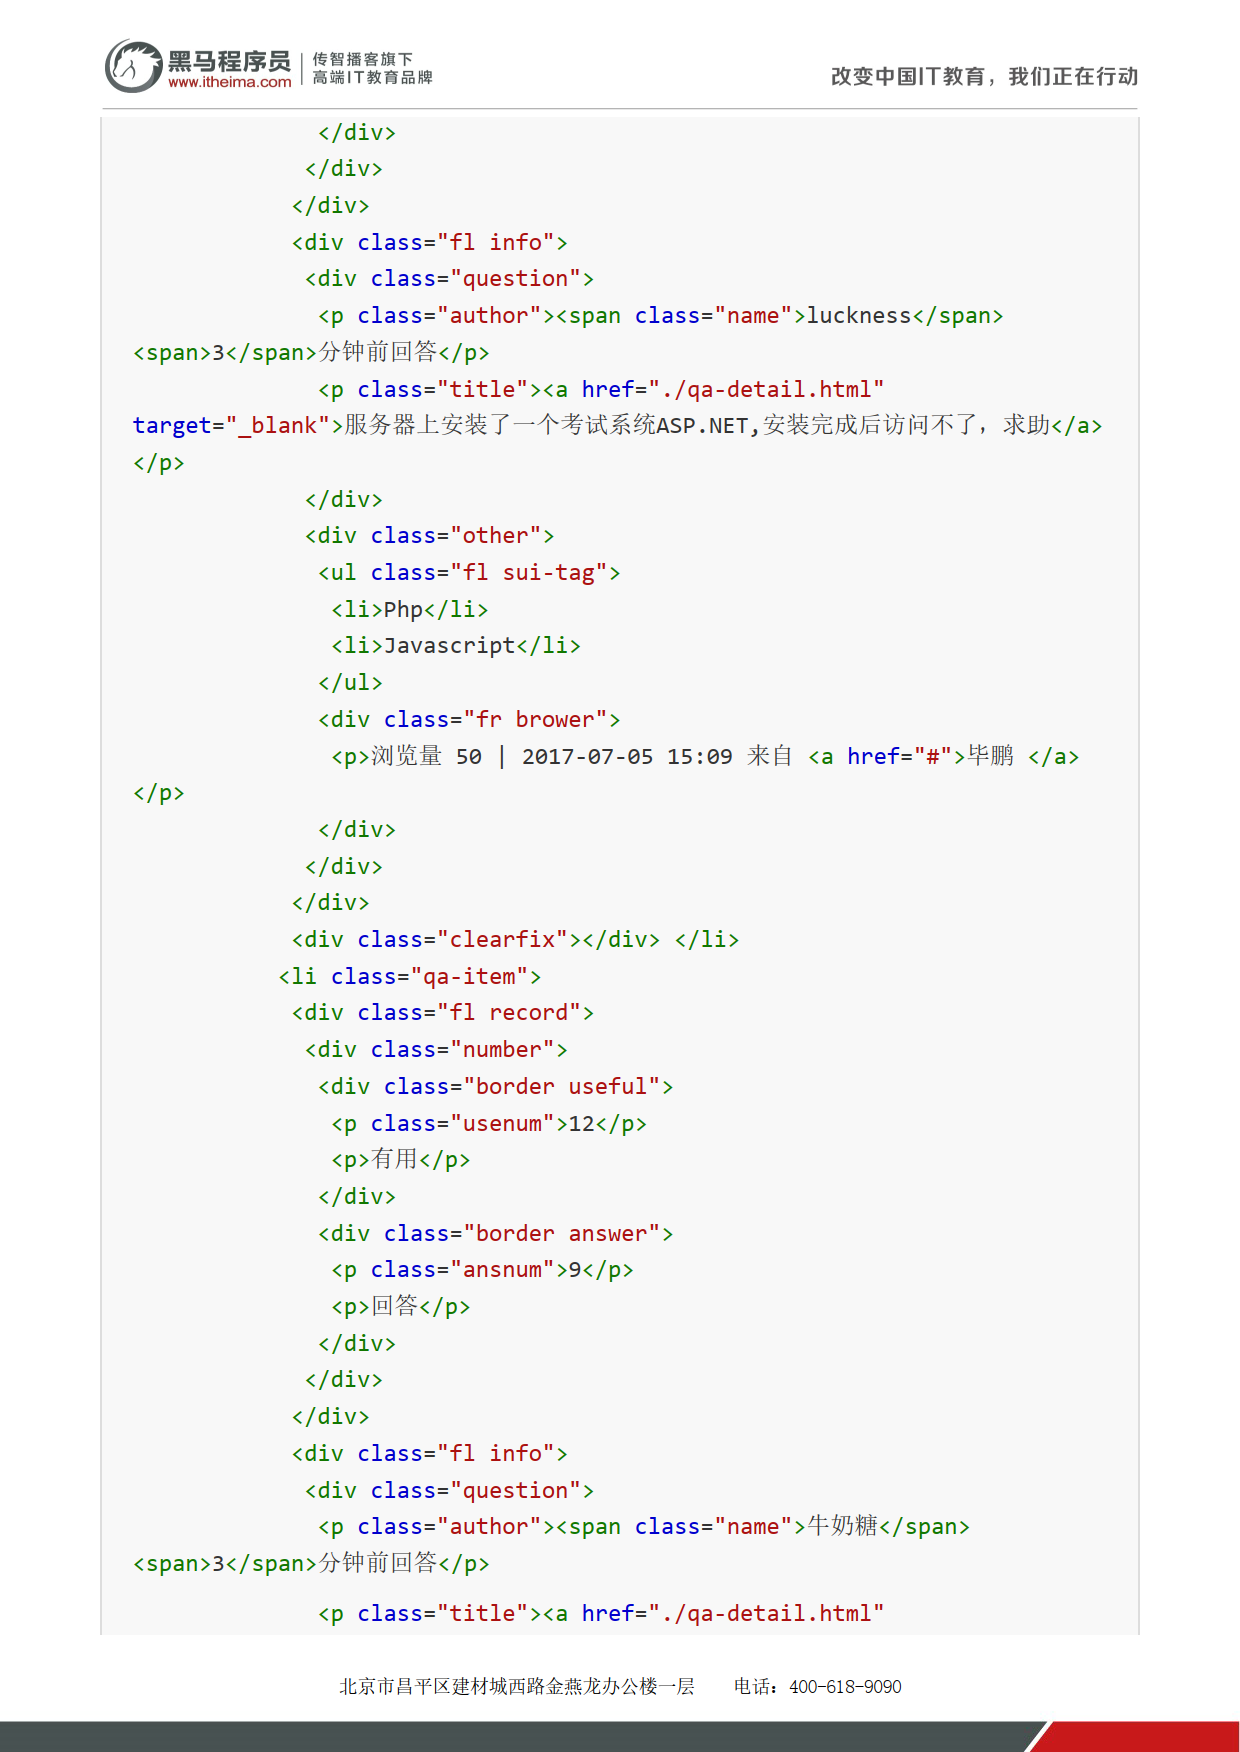 黑马程序员
www.itheima.com
传智播客旗下
高端IT教育品牌
改变中国IT教育，我们正在行动
</div>
</div>
</div>
<div class="fl info">
<div class="question">
<p class="author"><span class="name">luckness</span>
<span>3</span>分钟前回答</p>
<p class="title"><a href="./qa-detail.html"
target="_blank">服务器上安装了一个考试系统ASP.NET,安装完成后访问不了，求助</a>
</p>
</div>
<div class="other">
<ul class="fl sui-tag">
<li>Php</li>
<li>Javascript</li>
</ul>
<div class="fr brower">
<p>浏览量 50 | 2017-07-05 15:09 来自 <a href="#">毕鹏 </a>
</p>
</div>
</div>
</div>
<div class="clearfix"></div> </li>
<li class="qa-item">
<div class="fl record">
<div class="number">
<div class="border useful">
<p class="usenum">12</p>
<p>有用</p>
</div>
<div class="border answer">
<p class="ansnum">9</p>
<p>回答</p>
</div>
</div>
</div>
<div class="fl info">
<div class="question">
<p class="author"><span class="name">牛奶糖</span>
<span>3</span>分钟前回答</p>
<p class="title"><a href="./qa-detail.html"
北京市昌平区建材城西路金燕龙办公楼一层 电话：400-618-9090